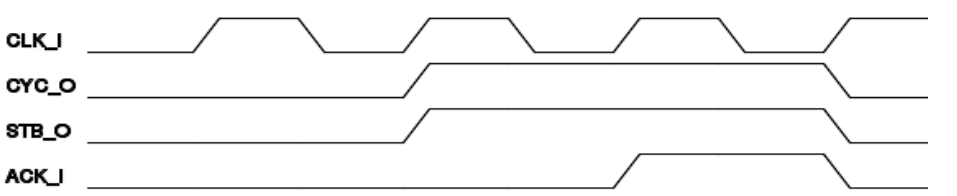 CLK_I
CYC_O
STB_O
ACK_I